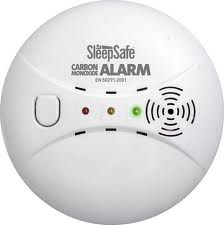 SleepSafe
CARBON MONOXIDE ALARM
EN 50291:2001